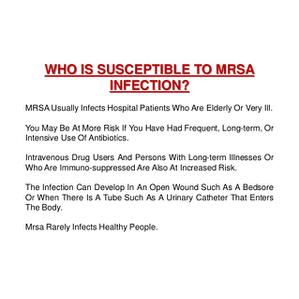 WHO IS SUSCEPTIBLE TO MRSA
INFECTION?
MRSA Usually Infects Hospital Patients Who Are Elderly Or Very Ill.
You May Be At More Risk If You Have Had Frequent, Long-term, Or
Intensive Use Of Antibiotics.
Intravenous Drug Users And Persons With Long-term Illnesses Or
Who Are Immuno-suppressed Are Also At Increased Risk.
The Infection Can Develop In An Open Wound Such As A Bedsore
Or When There Is A Tube Such As A Urinary Catheter That Enters
The Body.
Mrsa Rarely Infects Healthy People.